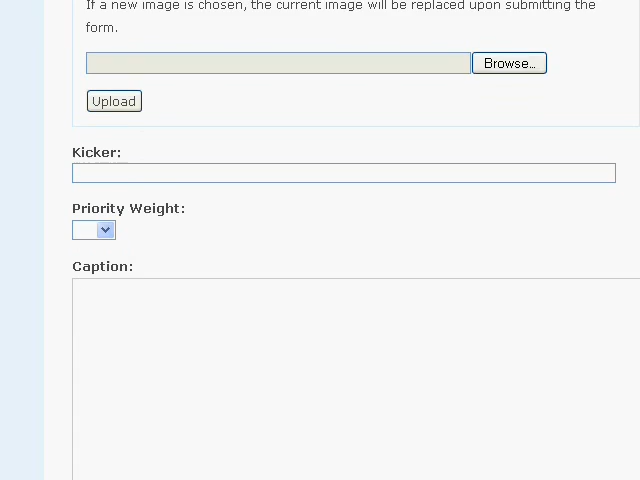 If a new image is chosen, the current image will be replaced upon submitting the
form.
Browse...
Upload
Kicker:
Priority Weight:
Caption: